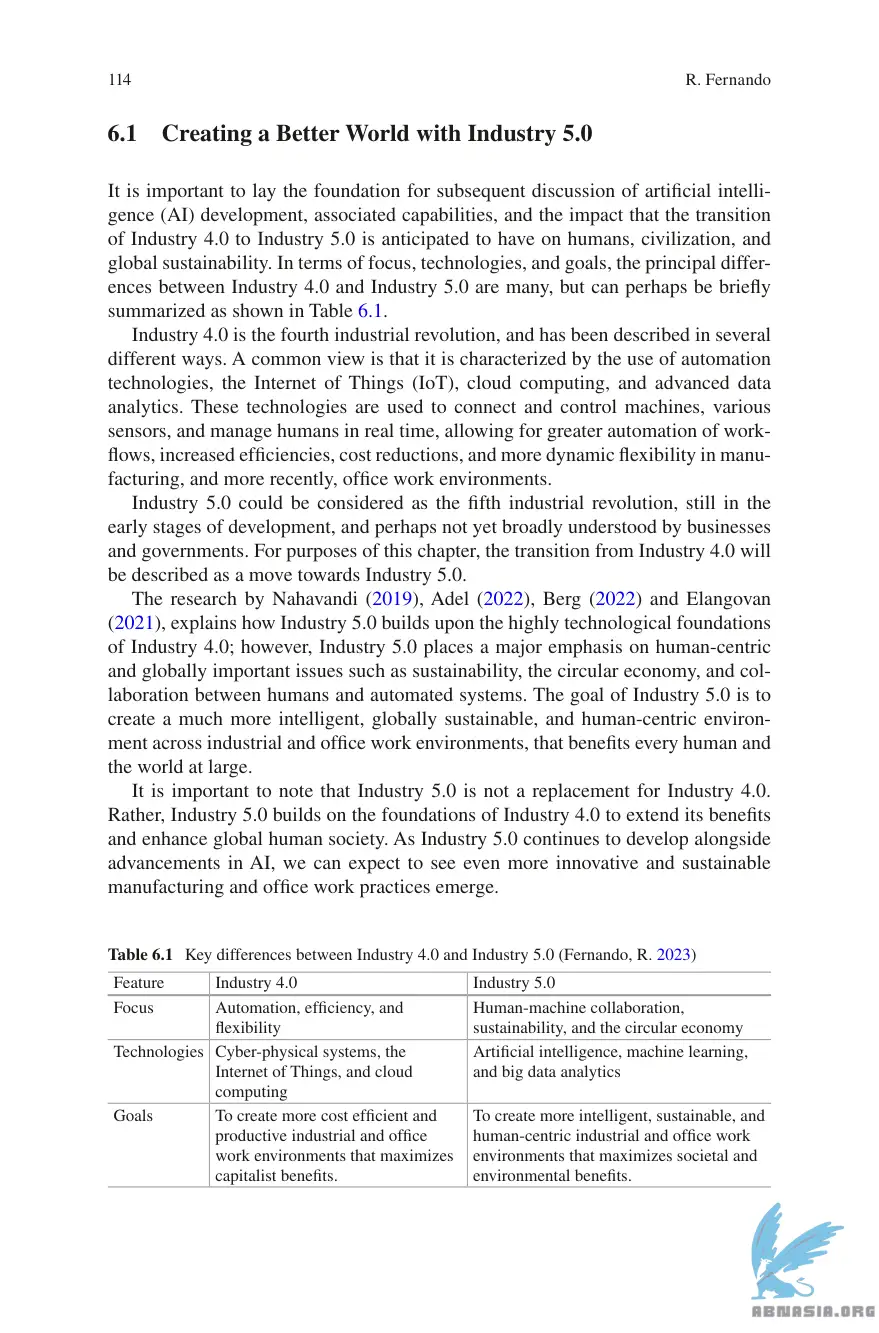 114 R. Fernando
6.1 Creating a Better World with Industry 5.0
It is important to lay the foundation for subsequent discussion of artificial intelli-
gence (AI) development, associated capabilities, and the impact that the transition
of Industry 4.0 to Industry 5.0 is anticipated to have on humans, civilization, and
global sustainability. In terms of focus, technologies, and goals, the principal differ-
ences between Industry 4.0 and Industry 5.0 are many, but can perhaps be briefly
summarized as shown in Table 6.1.
Industry 4.0 is the fourth industrial revolution, and has been described in several
different ways. A common view is that it is characterized by the use of automation
technologies, the Internet of Things (IoT), cloud computing, and advanced data
analytics. These technologies are used to connect and control machines, various
sensors, and manage humans in real time, allowing for greater automation of work-
flows, increased efficiencies, cost reductions, and more dynamic flexibility in manu-
facturing, and more recently, office work environments.
Industry 5.0 could be considered as the fifth industrial revolution, still in the
early stages of development, and perhaps not yet broadly understood by businesses
and governments. For purposes of this chapter, the transition from Industry 4.0 will
be described as a move towards Industry 5.0.
The research by Nahavandi (2019), Adel (2022), Berg (2022) and Elangovan
(2021), explains how Industry 5.0 builds upon the highly technological foundations
of Industry 4.0; however, Industry 5.0 places a major emphasis on human-centric
and globally important issues such as sustainability, the circular economy, and col-
laboration between humans and automated systems. The goal of Industry 5.0 is to
create a much more intelligent, globally sustainable, and human-centric environ-
ment across industrial and office work environments, that benefits every human and
the world at large.
It is important to note that Industry 5.0 is not a replacement for Industry 4.0.
Rather, Industry 5.0 builds on the foundations of Industry 4.0 to extend its benefits
and enhance global human society. As Industry 5.0 continues to develop alongside
advancements in AI, we can expect to see even more innovative and sustainable
manufacturing and office work practices emerge.
Table 6.1 Key differences between Industry 4.0 and Industry 5.0 (Fernando, R. 2023)
Feature Industry 4.0 Industry 5.0
Focus Automation, efficiency, and Human-machine collaboration,
flexibility sustainability, and the circular economy
Technologies Cyber-physical systems, the Artificial intelligence, machine learning,
Internet of Things, and cloud and big data analytics
computing
Goals To create more cost efficient and To create more intelligent, sustainable, and
productive industrial and office human-centric industrial and office work
work environments that maximizes environments that maximizes societal and
capitalist benefits. environmental benefits.
ABNASIA.ORG